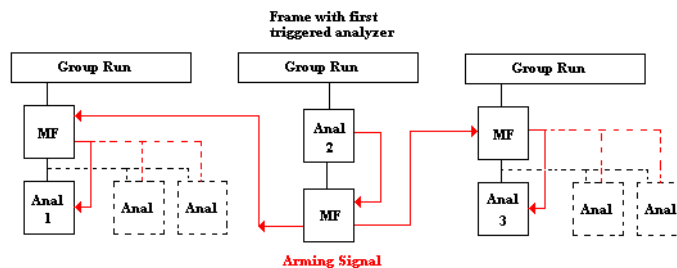 Frame with first
triggered analyzer
Group Run
Group Run
Group Run
MF
Anal
1
Anal
Anal
Anal
2
MF
MF
Anal
3
Anal
Anal
Arming Signal